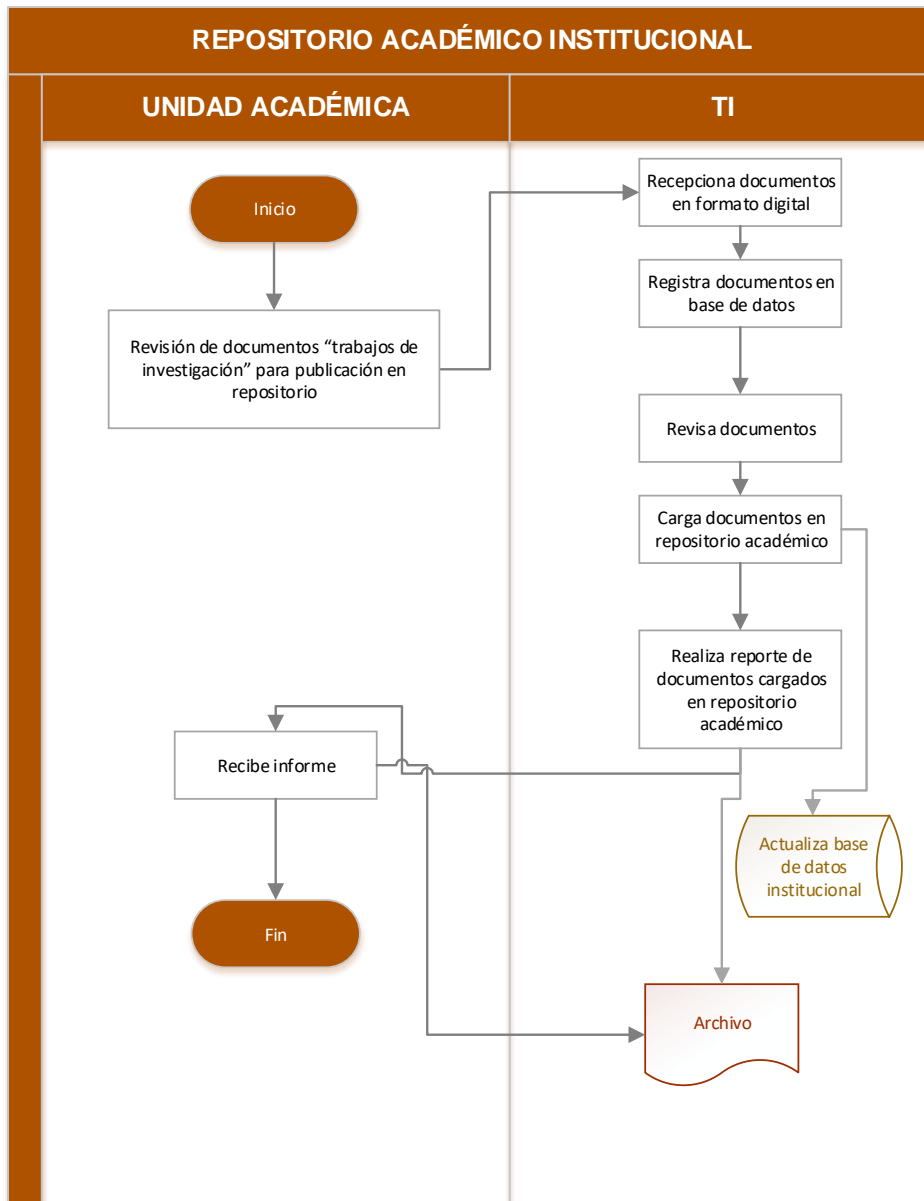 REPOSITORIO ACADÉMICO INSTITUCIONAL
UNIDAD ACADÉMICA
TI
Inicio
Recepciona documentos
en formato digital
Registra documentos en
base de datos
Revisión de documentos “trabajos de
investigación” para publicación en
repositorio
Revisa documentos
Carga documentos en
repositorio académico
Realiza reporte de
documentos cargados
en repositorio
académico
Recibe informe
Actualiza base
de datos
institucional
Fin
Archivo